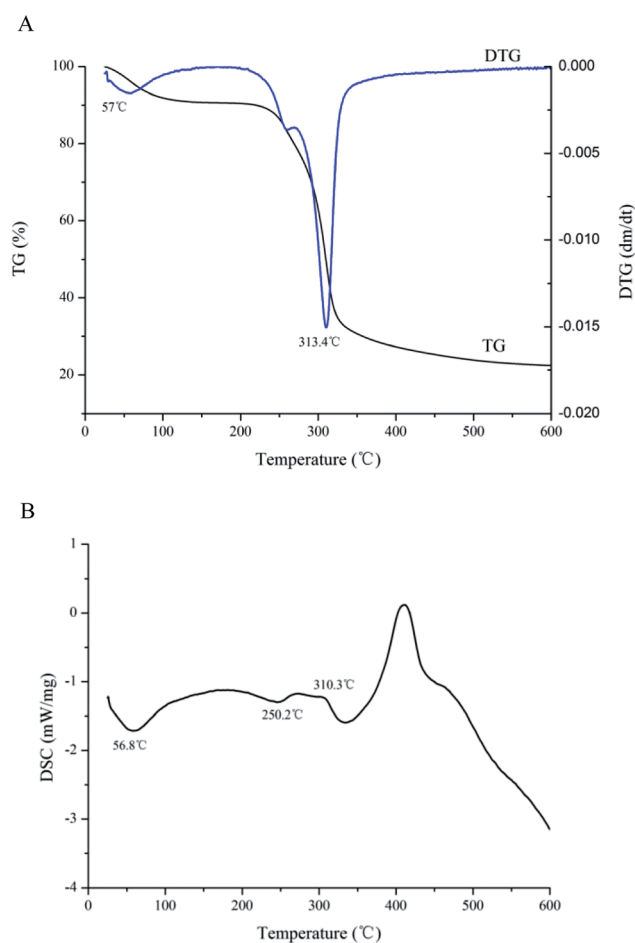 A
DTG
100 0.000
57℃
80 -0.005
60
TG (%) -0.010 DTG (dm/dt)
40
313.4℃ -0.015
TG
20
-0.020
0 100 200 300 400 500 600
Temperature (℃)
B
1
0
310.3℃
-1
250.2℃
DSC (mW/mg)
56.8℃
-2
-3
-4
0 100 200 300 400 500 600
Temperature (℃)